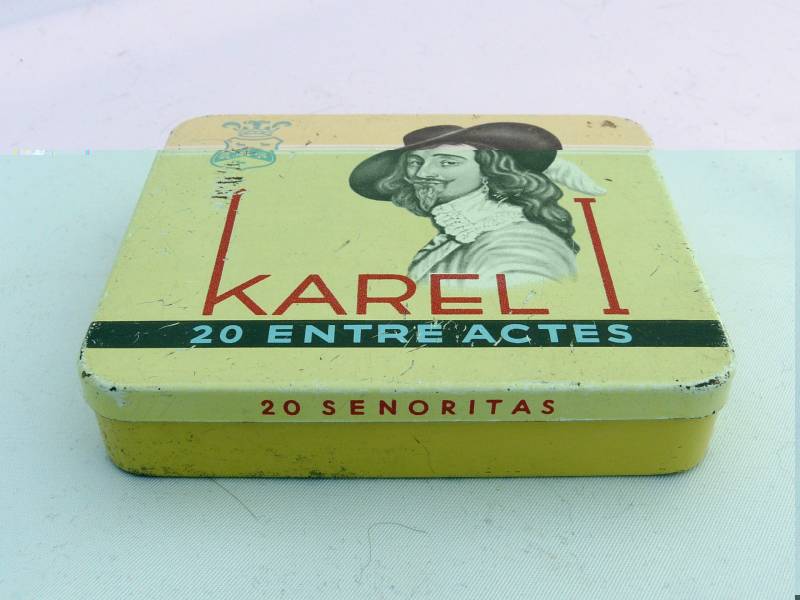 KAREL I
20 ENTRE ACTES
20 SENORITAS